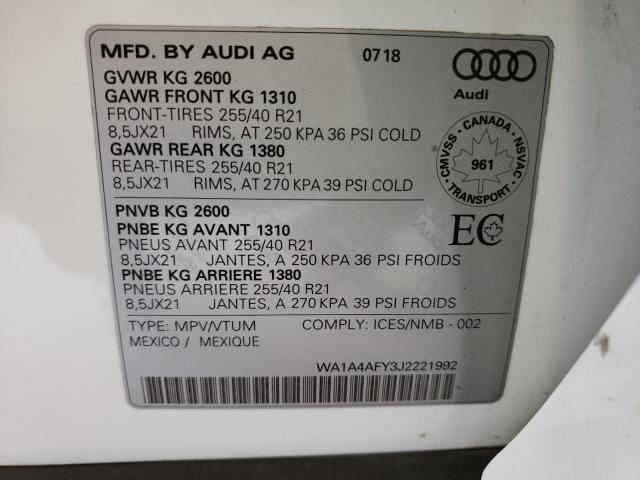 MFD. BY AUDI AG 0718
GVWR KG 2600
GAWR FRONT KG 1310
FRONT-TIRES 255/40 R21
8,5JX21 RIMS, AT 250 KPA 36 PSI COLD
GAWR REAR KG 1380
REAR-TIRES 255/40 R21
8,5JX21 RIMS, AT 270 KPA 39 PSI COLD
Audi
CMVSS - CANADA - NSVAC
961
TRANSPORT
PNVB KG 2600
PNBE KG AVANT 1310
PNEUS AVANT 255/40 R21
8,5JX21 JANTES, A 250 KPA 36 PSI FROIDS
PNBE KG ARRIERE 1380
PNEUS ARRIERE 255/40 R21
8,5JX21 JANTES, A 270 KPA 39 PSI FROIDS
EC
TYPE: MPV/VTUM COMPLY: ICES/NMB - 002
MEXICO / MEXIQUE
WA1A4AFY3J2221992